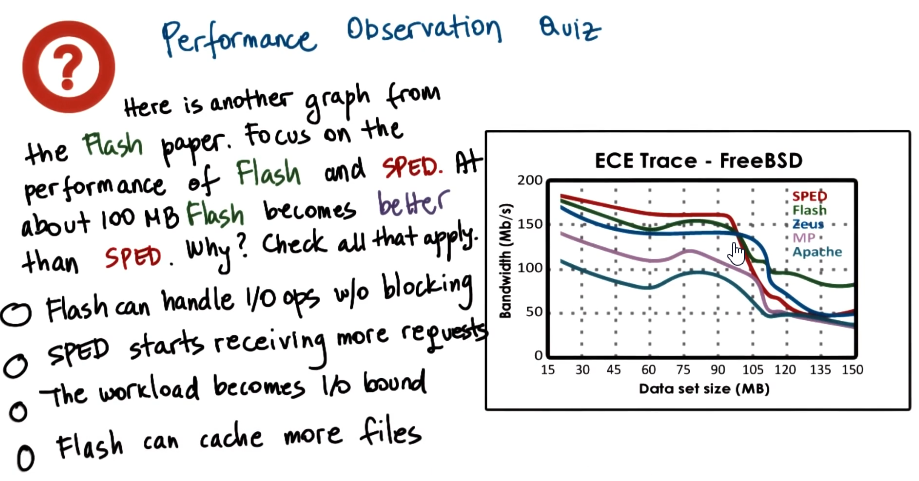 ?
Performance Observation Quiz
Here is another graph from
the Flash paper. Focus on the
performance of Flash and SPED. At
about 100 MB Flash becomes better
than SPED. Why? Check all that apply.
Flash can handle I/O ops w/o blocking
SPED starts receiving more requests
The workload becomes I/O bound
Flash can cache more files
ECE Trace - FreeBSD
Bandwidth (Mb/s)
200
150
100
50
0
SPED
Flash
Zeus
MP
Apache
15 30 45 60 75 90 105 120 135 150
Data set size (MB)